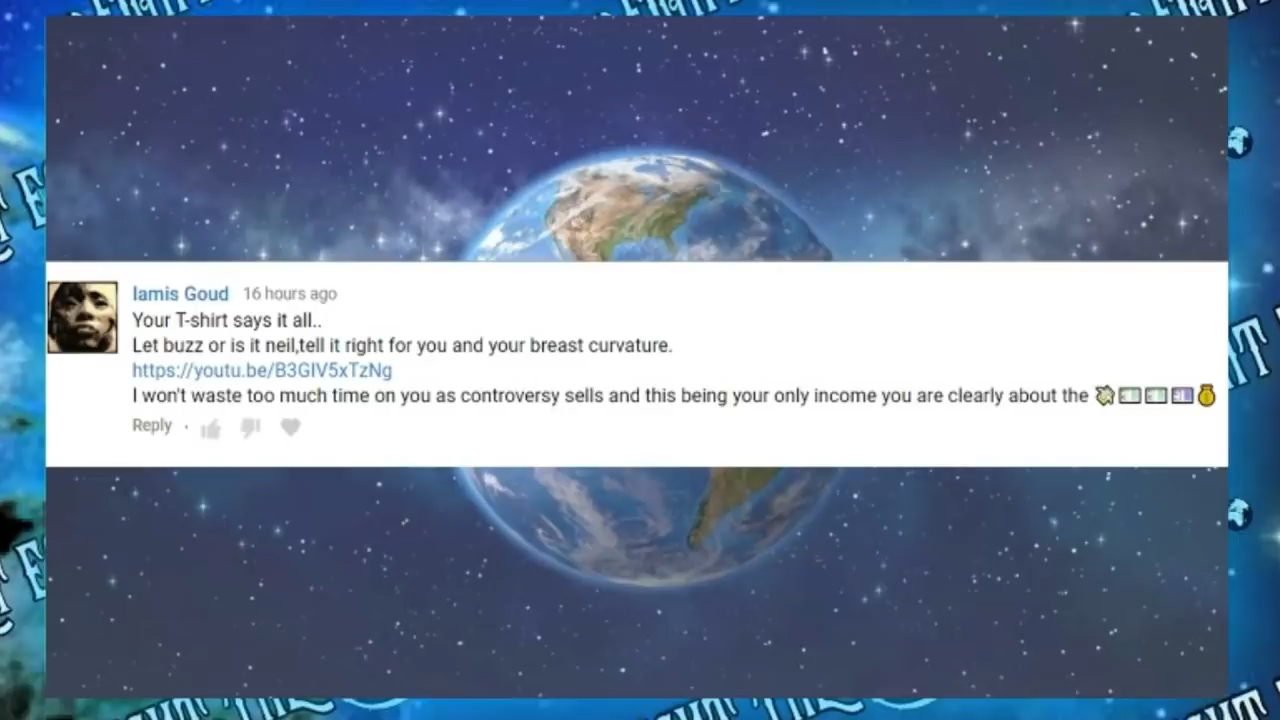 Iamis Goud 16 hours ago
Your T-shirt says it all..
Let buzz or is it neil,tell it right for you and your breast curvature.
https://youtu.be/B3GIV5xTzNg
I won't waste too much time on you as controversy sells and this being your only income you are clearly about the 💸💵💵💷💰
Reply